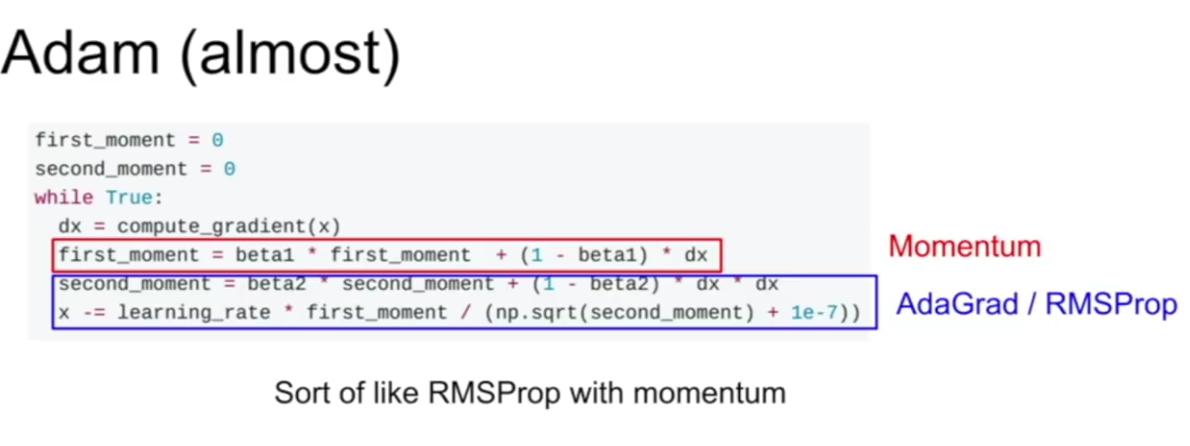 Adam (almost)
first_moment = 0
second_moment = 0
while True:
dx = compute_gradient(x)
first_moment = beta1 * first_moment + (1 - beta1) * dx
Momentum
second_moment = beta2 * second_moment + (1 - beta2) * dx * dx
x -= learning_rate * first_moment / (np.sqrt(second_moment) + 1e-7))
AdaGrad / RMSProp
Sort of like RMSProp with momentum